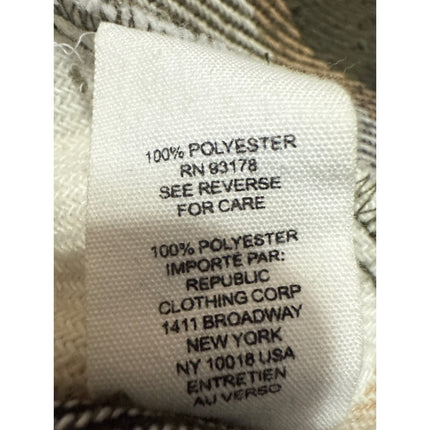 100% POLYESTER
RN 93178
SEE REVERSE
FOR CARE
100% POLYESTER
IMPORTÉ PAR:
REPUBLIC
CLOTHING CORP
1411 BROADWAY
NEW YORK
NY 10018 USA
ENTRETIEN
AU VERSO